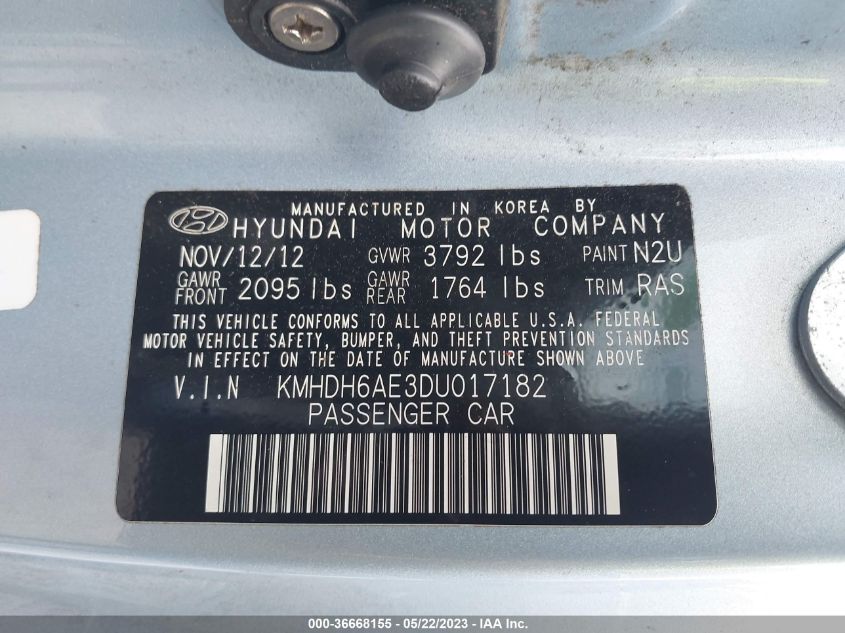 MANUFACTURED IN KOREA BY
HYUNDAI MOTOR COMPANY
NOV/12/12 GVWR 3792 lbs PAINT N2U
GAWR FRONT 2095 lbs GAWR REAR 1764 lbs TRIM RAS
THIS VEHICLE CONFORMS TO ALL APPLICABLE U.S.A. FEDERAL
MOTOR VEHICLE SAFETY, BUMPER, AND THEFT PREVENTION STANDARDS
IN EFFECT ON THE DATE OF MANUFACTURE SHOWN ABOVE
V.I.N KMHDH6AE3DU017182
PASSENGER CAR
000-36668155 - 05/22/2023 - IAA Inc.